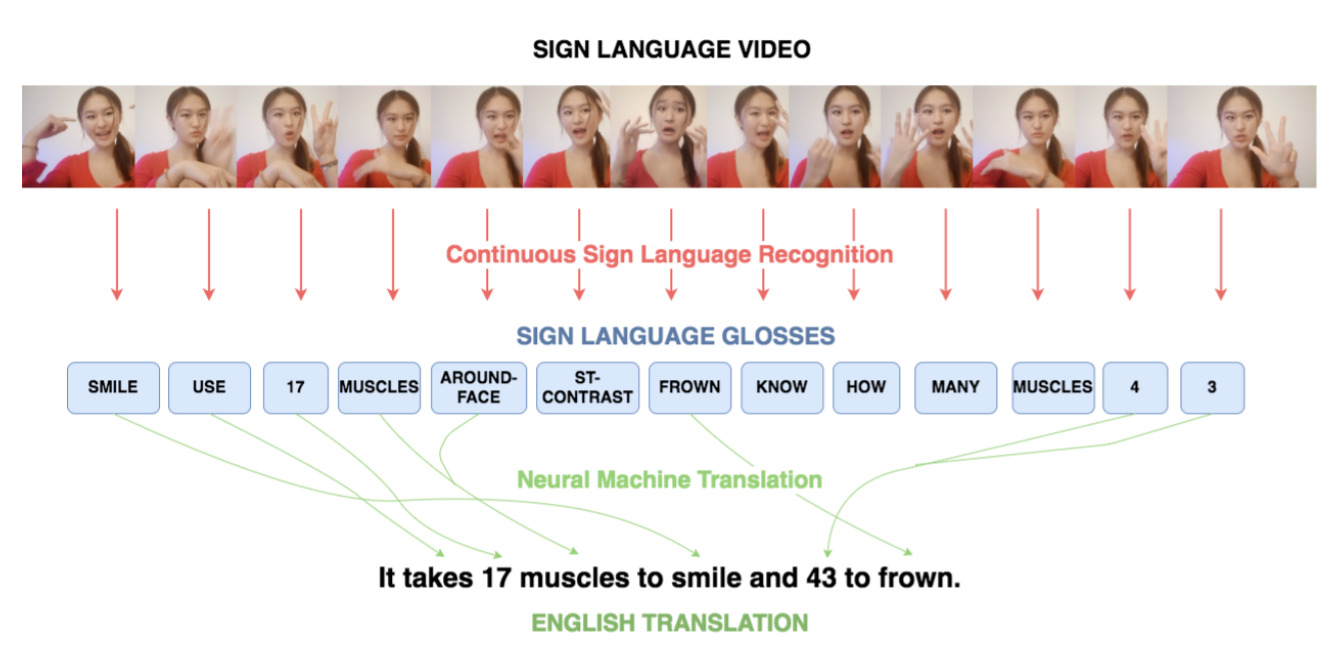 SIGN LANGUAGE VIDEO
Continuous Sign Language Recognition
SIGN LANGUAGE GLOSSES
SMILE
USE
17
MUSCLES
AROUND-
FACE
ST-
CONTRAST
FROWN
KNOW
HOW
MANY
MUSCLES
4
3
Neural Machine Translation
It takes 17 muscles to smile and 43 to frown.
ENGLISH TRANSLATION